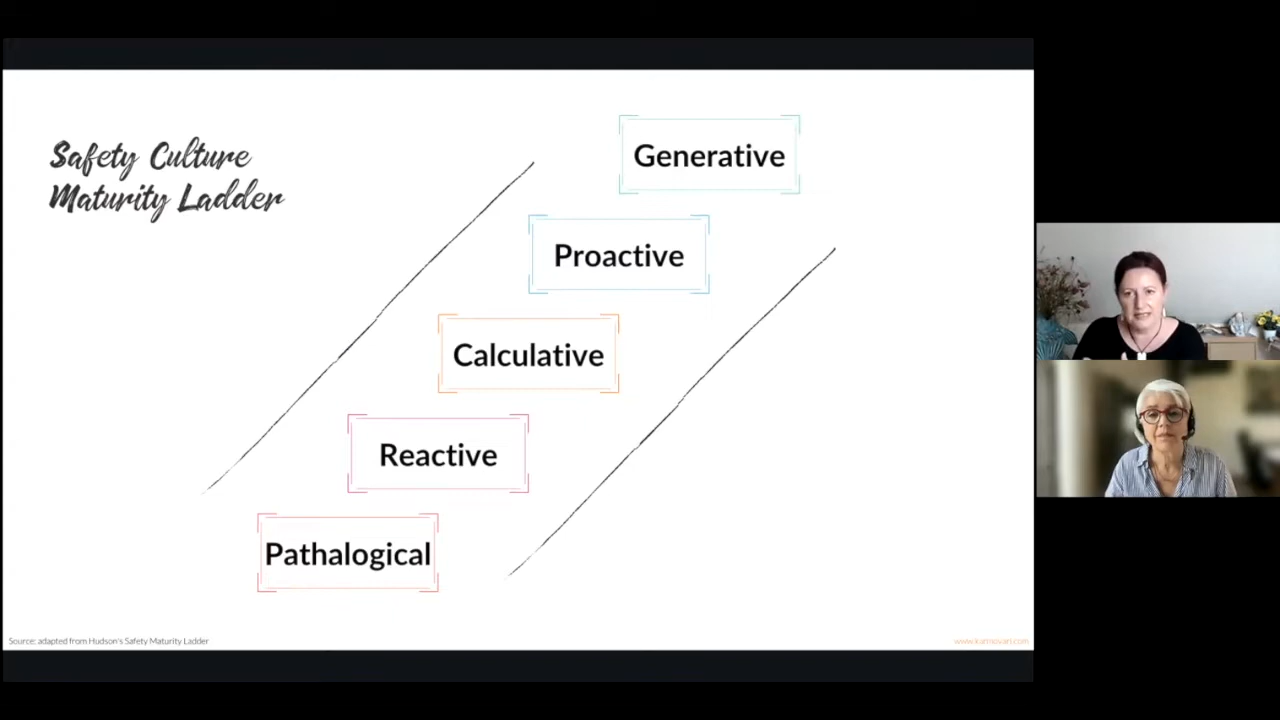 Safety Culture
Maturity Ladder
Generative
Proactive
Calculative
Reactive
Pathalogical
Source: adapted from Hudson's Safety Maturity Ladder